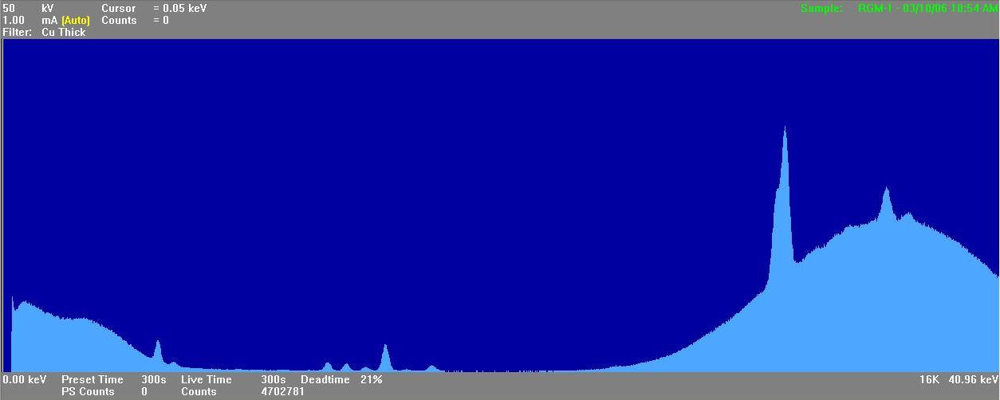 50 kV Cursor = 0.05 keV Sample: RGM-1 - 03/10/06 10:54 AM
1.00 mA (Auto) Counts = 0
Filter: Cu Thick
0.00 keV Preset Time 300s Live Time 300s Deadtime 21% 16K 40.96 keV
PS Counts 0 Counts 4702781